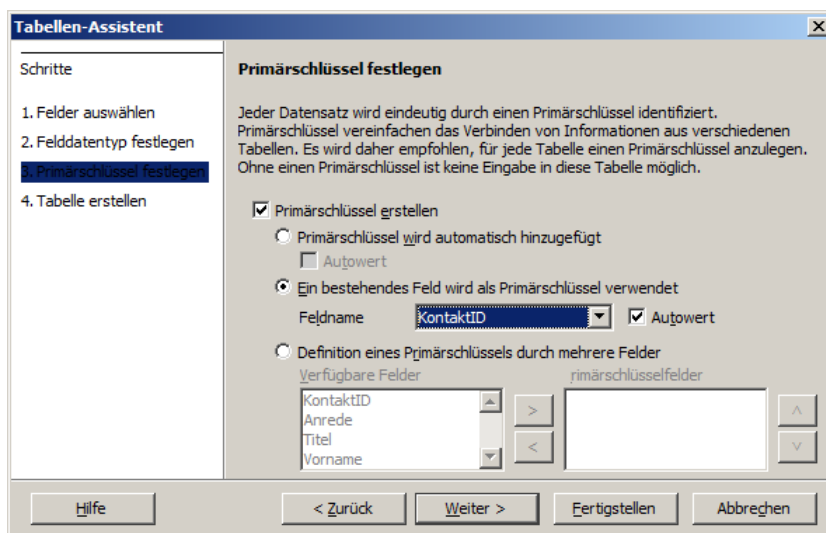 Tabellen-Assistent
Schritte
1. Felder auswählen
2. Felddatentyp festlegen
3. Primärschlüssel festlegen
4. Tabelle erstellen
Primärschlüssel festlegen
Jeder Datensatz wird eindeutig durch einen Primärschlüssel identifiziert.
Primärschlüssel vereinfachen das Verbinden von Informationen aus verschiedenen
Tabellen. Es wird daher empfohlen, für jede Tabelle einen Primärschlüssel anzulegen.
Ohne einen Primärschlüssel ist keine Eingabe in diese Tabelle möglich.
Primärschlüssel erstellen
Primärschlüssel wird automatisch hinzugefügt
Autowert
Ein bestehendes Feld wird als Primärschlüssel verwendet
Feldname KontaktID Autowert
Definition eines Primärschlüssels durch mehrere Felder
Verfügbare Felder rimärschlüsselfelder
KontaktID
Anrede
Titel
Vorname
>
<
Hilfe < Zurück Weiter > Fertigstellen Abbrechen